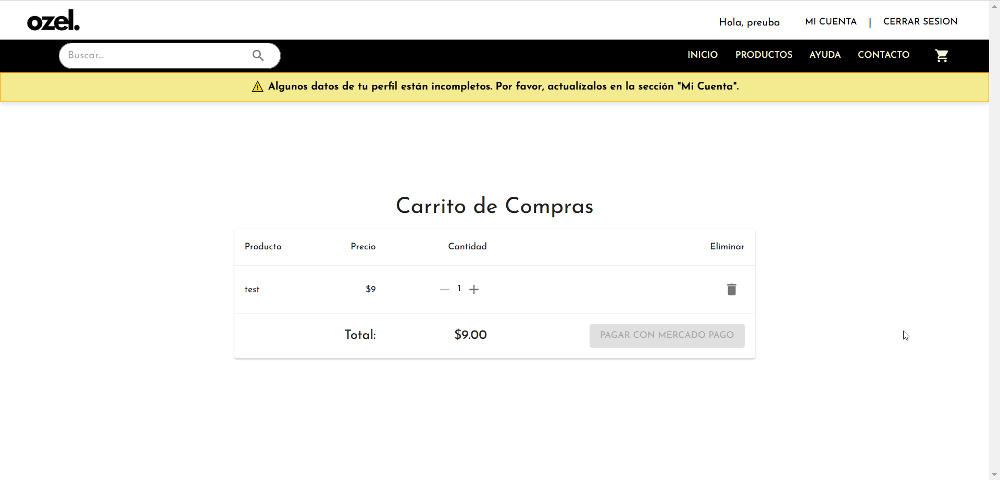 ozel.
Hola, preuba MI CUENTA | CERRAR SESION
Buscar... INICIO PRODUCTOS AYUDA CONTACTO
⚠ Algunos datos de tu perfil están incompletos. Por favor, actualízalos en la sección "Mi Cuenta".
Carrito de Compras
Producto Precio Cantidad Eliminar
test $9 — 1 +
Total: $9.00 PAGAR CON MERCADO PAGO